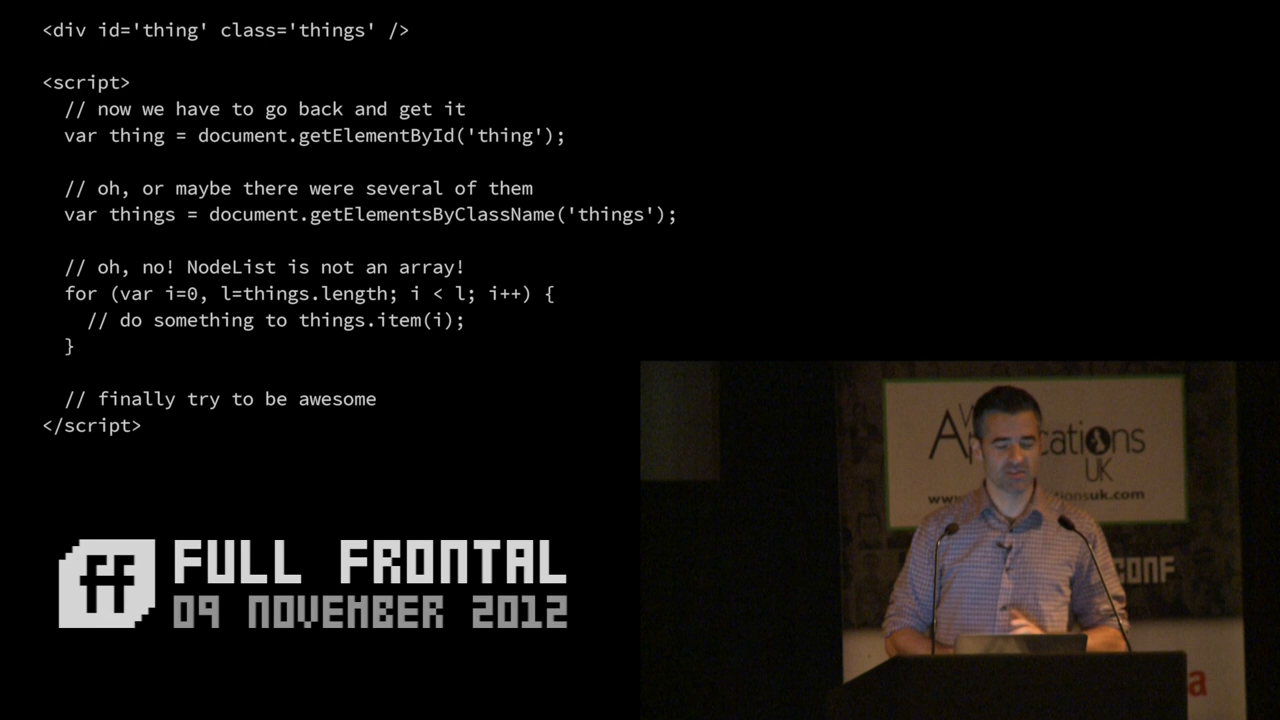 <div id='thing' class='things' />
<script>
// now we have to go back and get it
var thing = document.getElementById('thing');
// oh, or maybe there were several of them
var things = document.getElementsByClassName('things');
// oh, no! NodeList is not an array!
for (var i=0, l=things.length; i < l; i++) {
// do something to things.item(i);
}
// finally try to be awesome
</script>
ff FULL FRONTAL
09 NOVEMBER 2012
UK
CONF
a